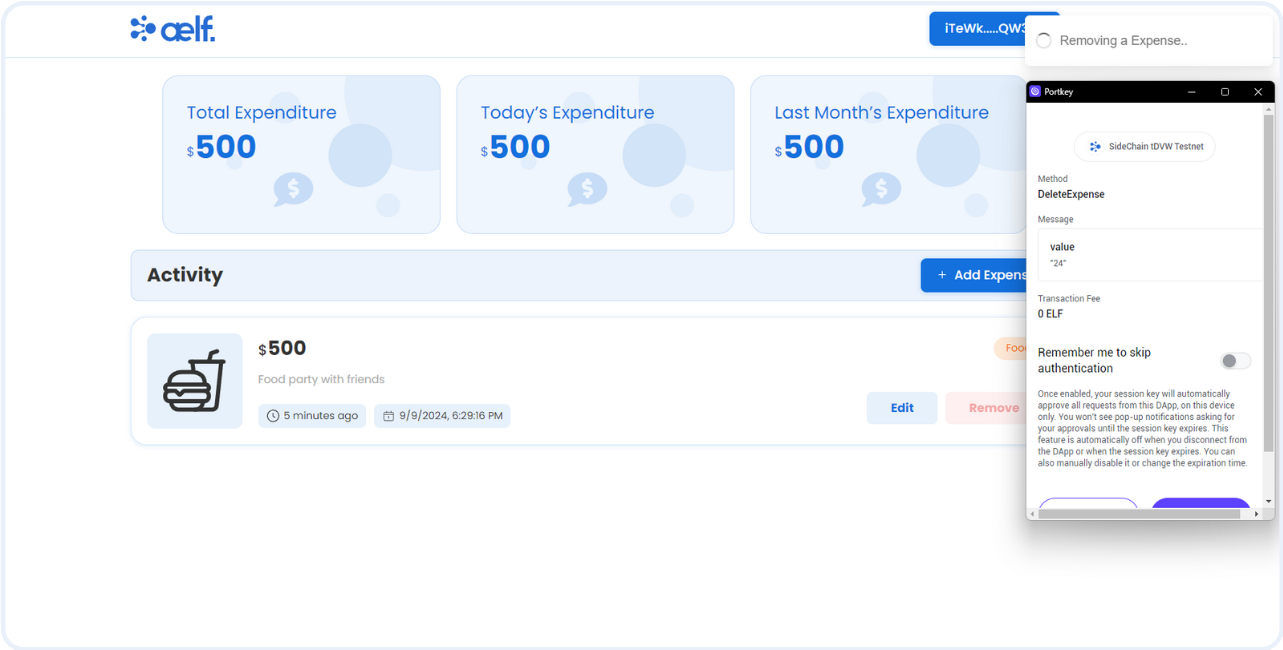 aelf.
iTeWk.....QW3
Removing a Expense..
Total Expenditure
$500
Today's Expenditure
$500
Last Month's Expenditure
$500
Activity
+ Add Expens
$500
Food party with friends
5 minutes ago
9/9/2024, 6:29:16 PM
Foo
Edit
Remove
Portkey
SideChain tDVW Testnet
Method
DeleteExpense
Message
value
"24"
Transaction Fee
0 ELF
Remember me to skip
authentication
Once enabled, your session key will automatically
approve all requests from this DApp, on this device
only. You won't see pop-up notifications asking for
your approvals until the session key expires. This
feature is automatically off when you disconnect from
the DApp or when the session key expires. You can
also manually disable it or change the expiration time.